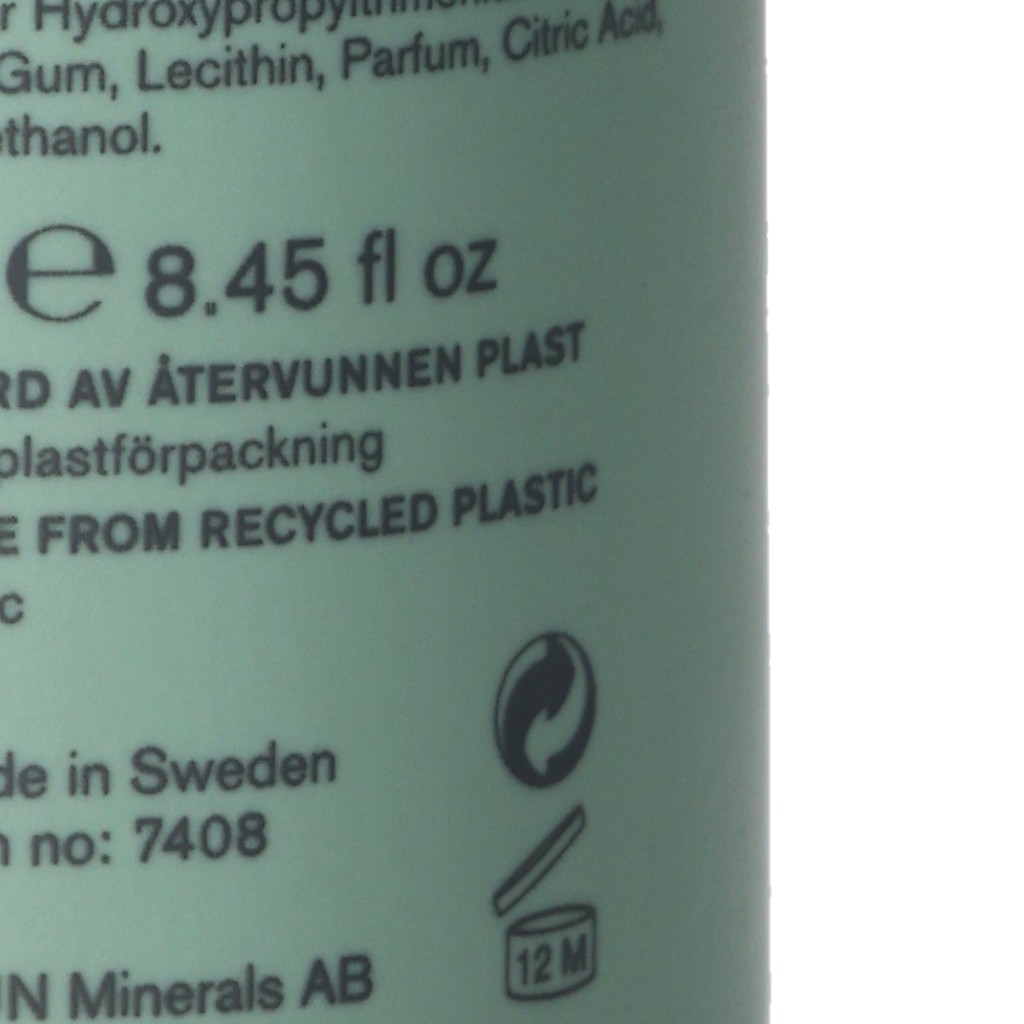 r Hydroxypropyltrimoni
Gum, Lecithin, Parfum, Citric Acid,
ethanol.
℮ 8.45 fl oz
RD AV ÅTERVUNNEN PLAST
plastförpackning
E FROM RECYCLED PLASTIC
c
de in Sweden
n no: 7408
UN Minerals AB
12 M